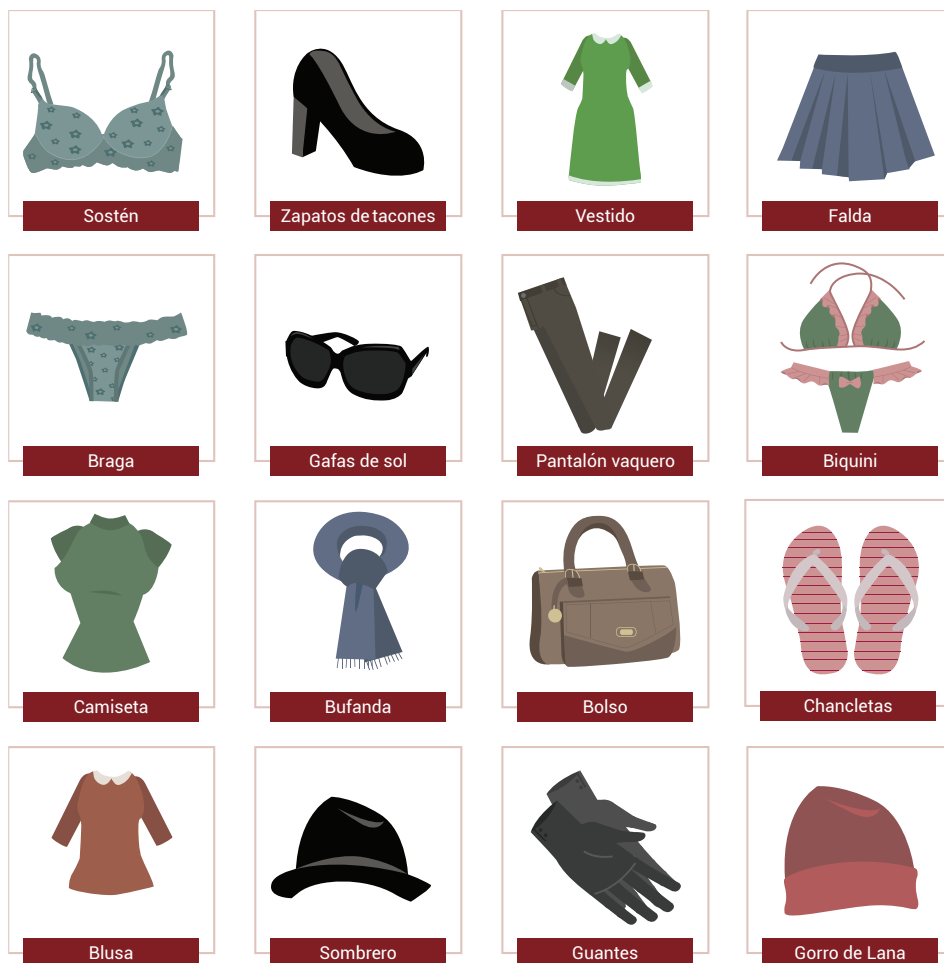 Sostén
Zapatos de tacones
Vestido
Falda
Braga
Gafas de sol
Pantalón vaquero
Biquini
Camiseta
Bufanda
Bolso
Chancletas
Blusa
Sombrero
Guantes
Gorro de Lana